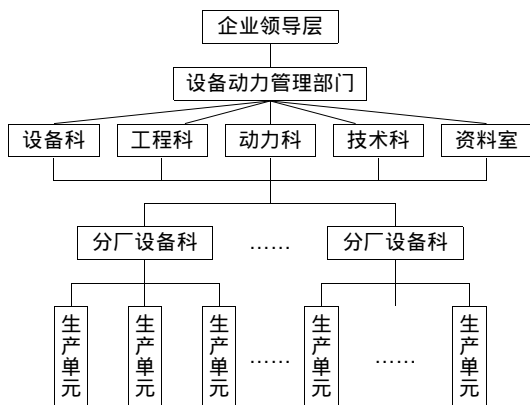 企业领导层
设备动力管理部门
设备科 工程科 动力科 技术科 资料室
分厂设备科 …… 分厂设备科
生产单元 生产单元 生产单元 …… 生产单元 …… 生产单元